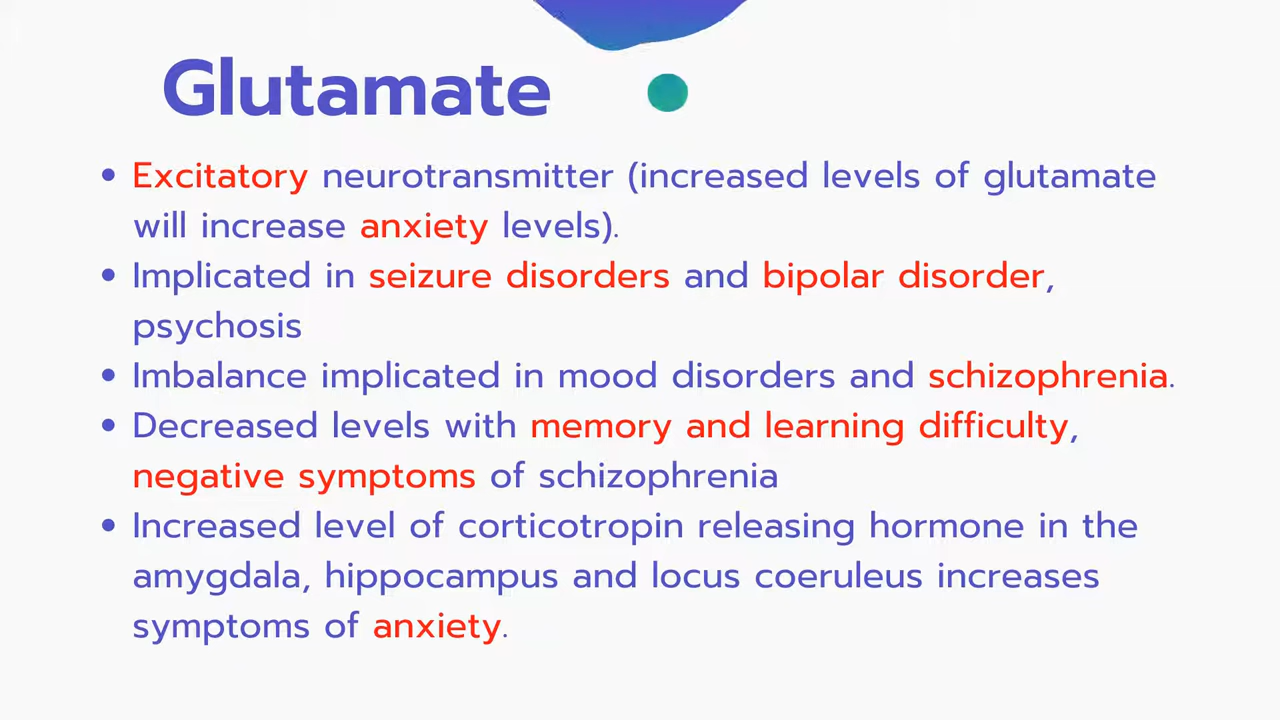 Glutamate
• Excitatory neurotransmitter (increased levels of glutamate
will increase anxiety levels).
• Implicated in seizure disorders and bipolar disorder,
psychosis
• Imbalance implicated in mood disorders and schizophrenia.
• Decreased levels with memory and learning difficulty,
negative symptoms of schizophrenia
• Increased level of corticotropin releasing hormone in the
amygdala, hippocampus and locus coeruleus increases
symptoms of anxiety.